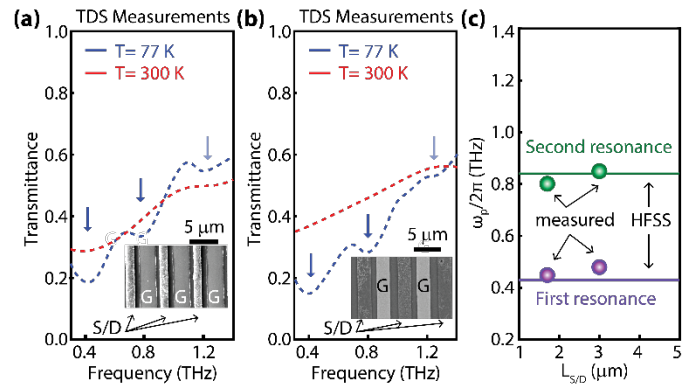 (a) TDS Measurements
T= 77 K
T= 300 K
Transmittance
1.0
0.8
0.6
0.4
0.2
0.0
5 μm
G
S/D
0.4 0.8 1.2
Frequency (THz)
(b) TDS Measurements
T= 77 K
T= 300 K
Transmittance
1.0
0.8
0.6
0.4
0.2
0.0
5 μm
G G
S/D
0.4 0.8 1.2
Frequency (THz)
(c)
ωp/2π (THz)
1.4
1.2
1.0
0.8
0.6
0.4
0.2
Second resonance
measured
HFSS
First resonance
1 2 3 4 5
LS/D (μm)